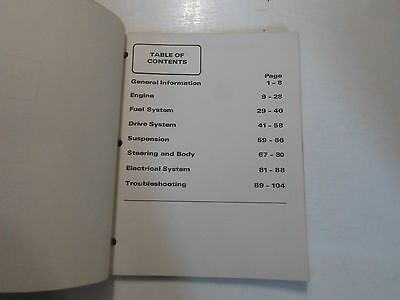 TABLE OF
CONTENTS
Page
General Information 1 - 8
Engine 9 - 28
Fuel System 29 - 40
Drive System 41 - 58
Suspension 59 - 66
Steering and Body 67 - 80
Electrical System 81 - 88
Troubleshooting 89 - 104